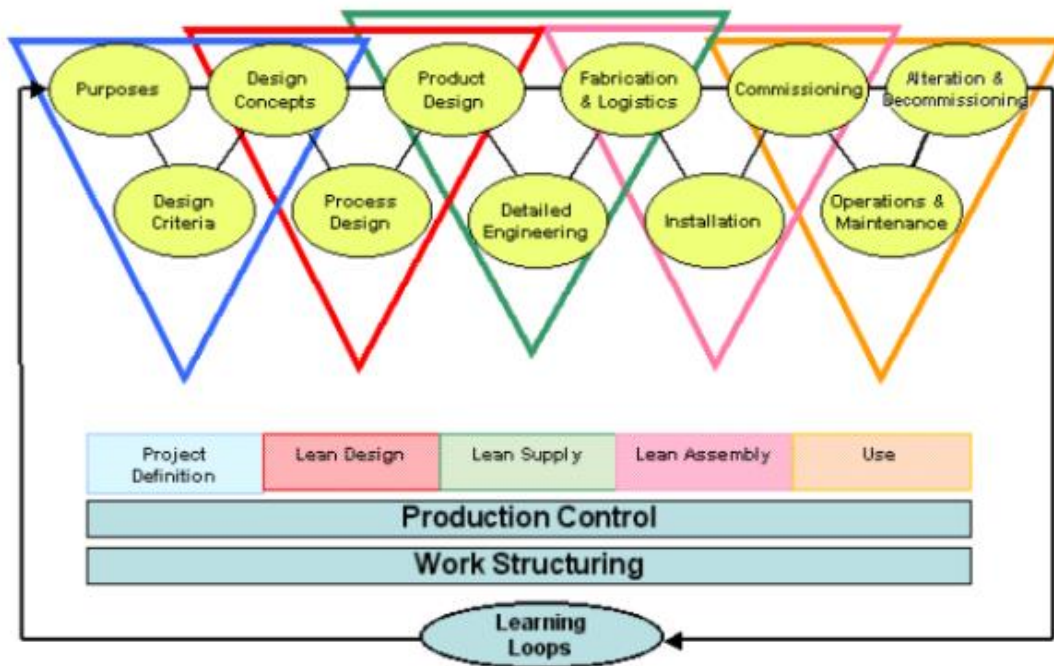 Purposes
Design
Concepts
Product
Design
Fabrication
& Logistics
Commissioning
Alteration &
Decommissioning
Design
Criteria
Process
Design
Detailed
Engineering
Installation
Operations &
Maintenance
Project
Definition
Lean Design
Lean Supply
Lean Assembly
Use
Production Control
Work Structuring
Learning
Loops